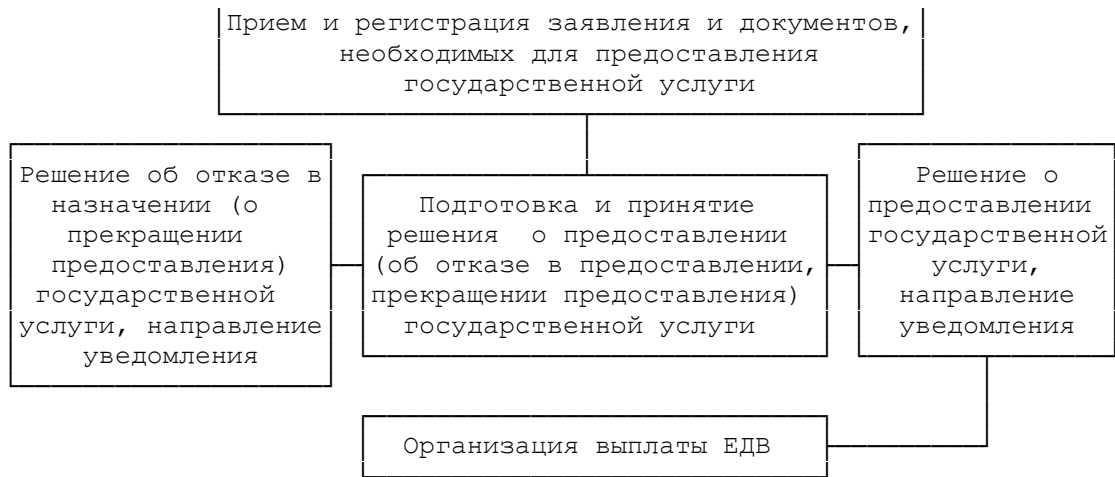 Прием и регистрация заявления и документов,
необходимых для предоставления
государственной услуги
Решение об отказе в
назначении (о
прекращении
предоставления)
государственной
услуги, направление
уведомления
Подготовка и принятие
решения о предоставлении
(об отказе в предоставлении,
прекращении предоставления)
государственной услуги
Решение о
предоставлении
государственной
услуги,
направление
уведомления
Организация выплаты ЕДВ